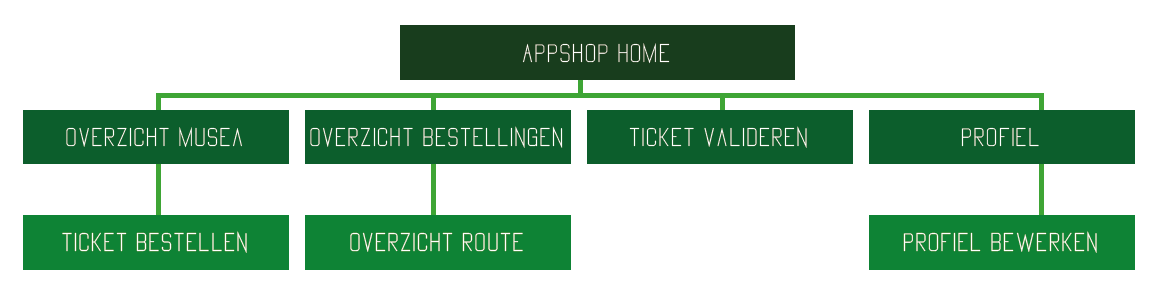 APPSHOP HOME
OVERZICHT MUSEA
OVERZICHT BESTELLINGEN
TICKET VALIDEREN
PROFIEL
TICKET BESTELLEN
OVERZICHT ROUTE
PROFIEL BEWERKEN